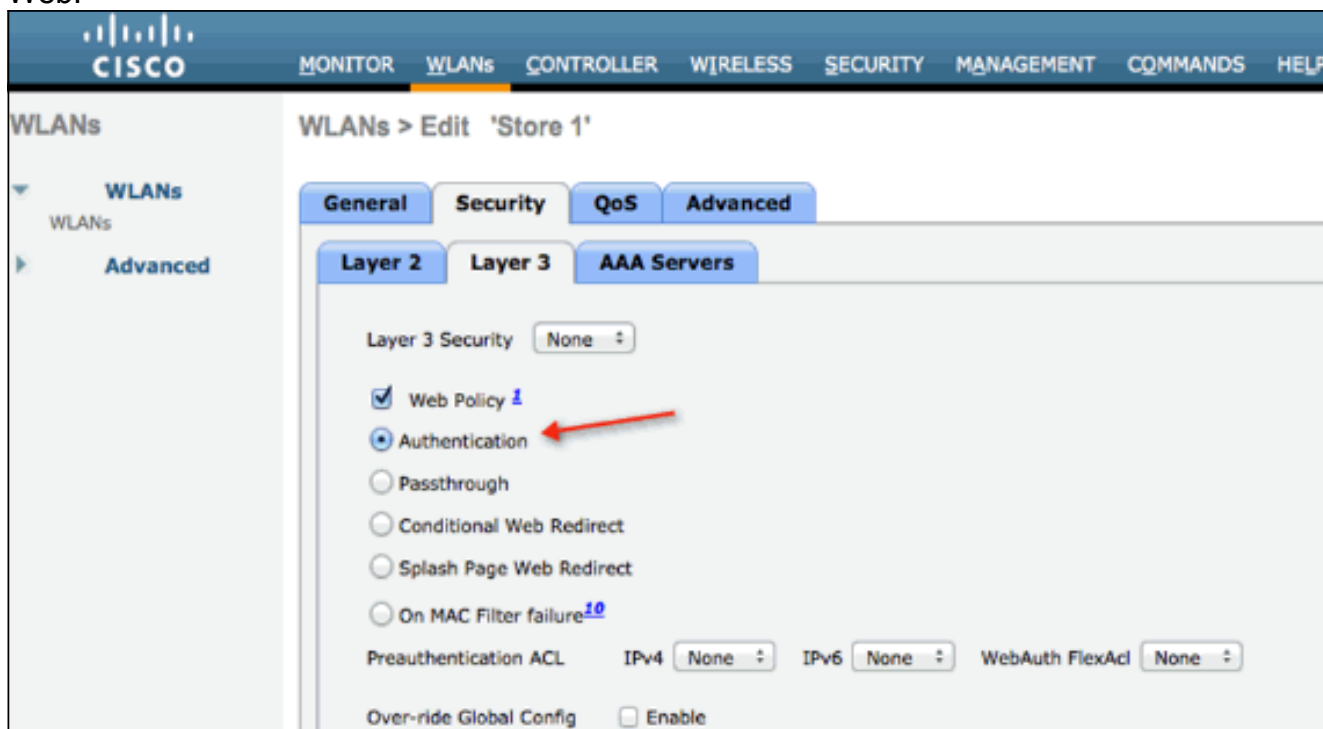 Web.
CISCO
MONITOR WLANs CONTROLLER WIRELESS SECURITY MANAGEMENT COMMANDS HELP
WLANs
WLANs > Edit 'Store 1'
WLANs
WLANs
Advanced
General Security QoS Advanced
Layer 2 Layer 3 AAA Servers
Layer 3 Security None
Web Policy 1
Authentication
Passthrough
Conditional Web Redirect
Splash Page Web Redirect
On MAC Filter failure10
Preauthentication ACL IPv4 None IPv6 None WebAuth FlexAcl None
Over-ride Global Config Enable